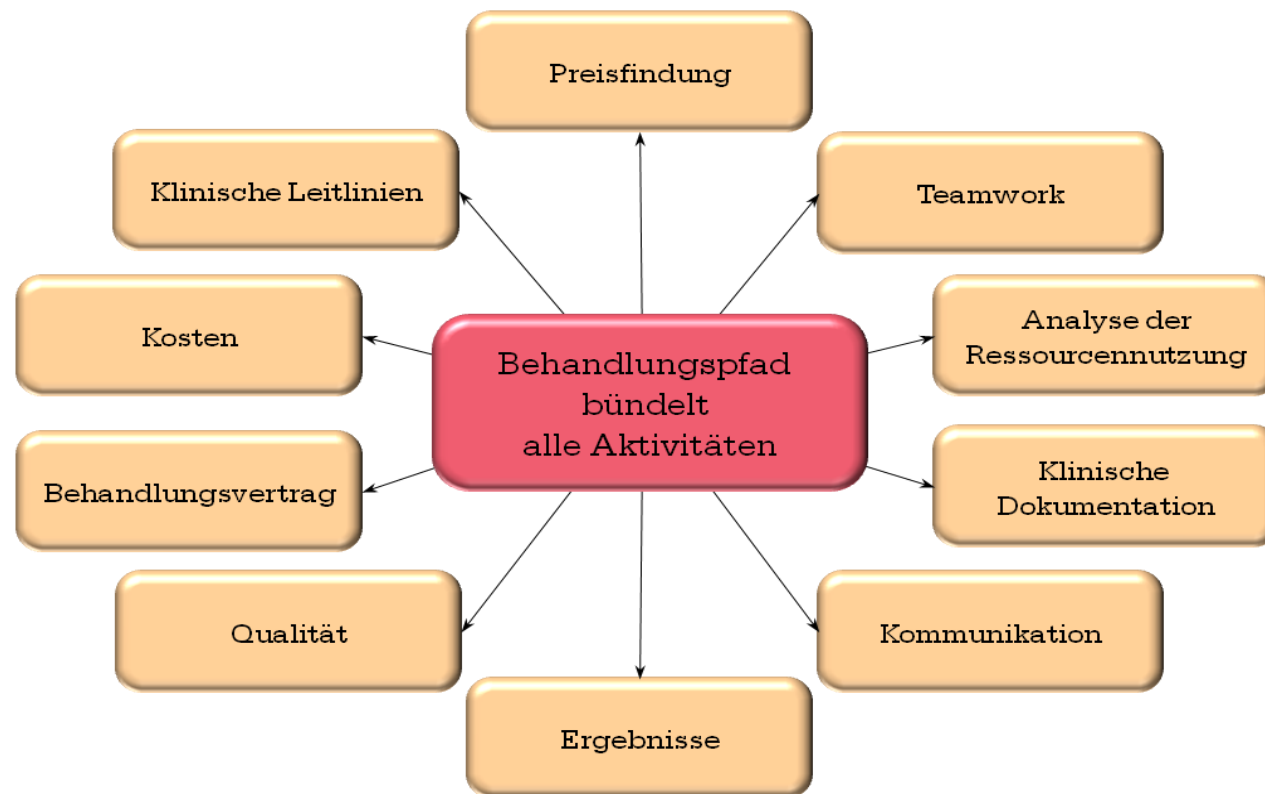 Preisfindung
Klinische Leitlinien
Teamwork
Kosten
Behandlungspfad
bündelt
alle Aktivitäten
Analyse der
Ressourcennutzung
Behandlungsvertrag
Klinische
Dokumentation
Qualität
Kommunikation
Ergebnisse